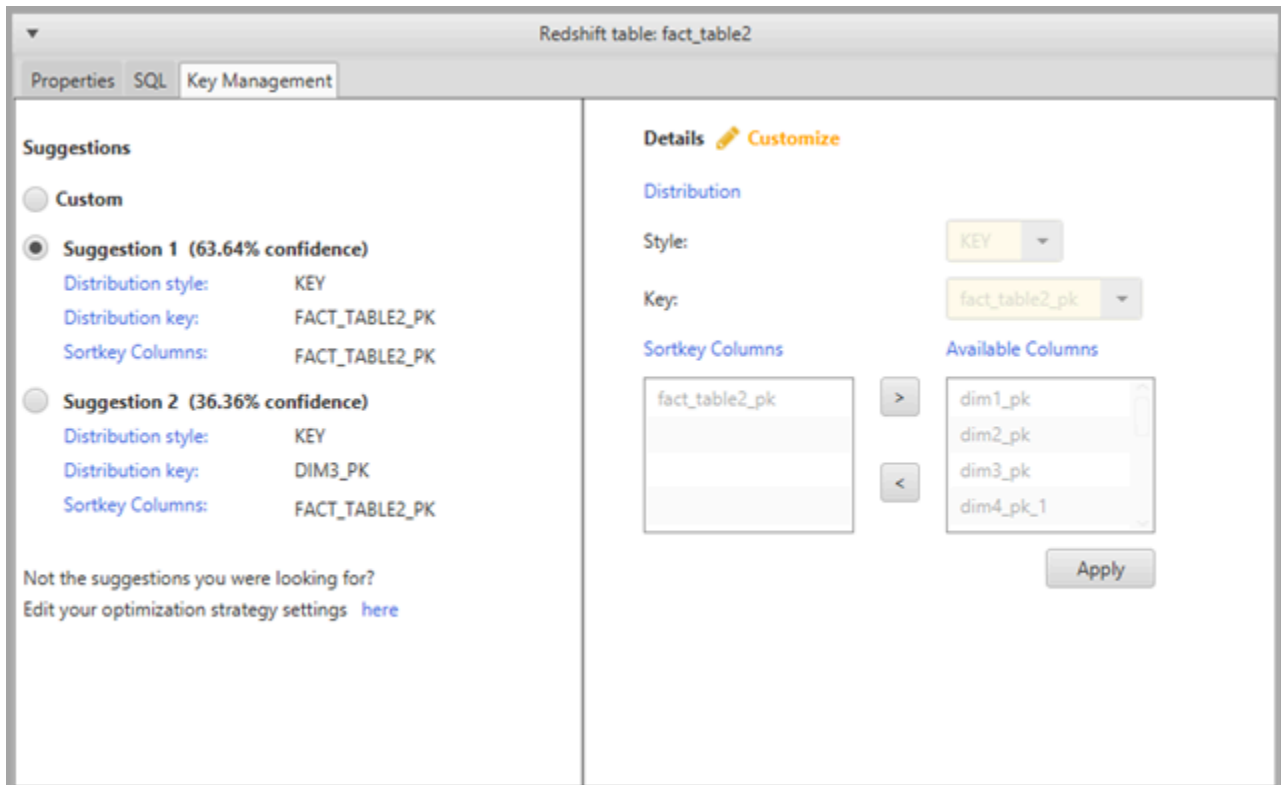 Redshift table: fact_table2
Properties SQL Key Management
Suggestions
Custom
Suggestion 1 (63.64% confidence)
Distribution style: KEY
Distribution key: FACT_TABLE2_PK
Sortkey Columns: FACT_TABLE2_PK
Suggestion 2 (36.36% confidence)
Distribution style: KEY
Distribution key: DIM3_PK
Sortkey Columns: FACT_TABLE2_PK
Not the suggestions you were looking for?
Edit your optimization strategy settings here
Details Customize
Distribution
Style: KEY
Key: fact_table2_pk
Sortkey Columns Available Columns
fact_table2_pk > dim1_pk
dim2_pk
dim3_pk
< dim4_pk_1
Apply